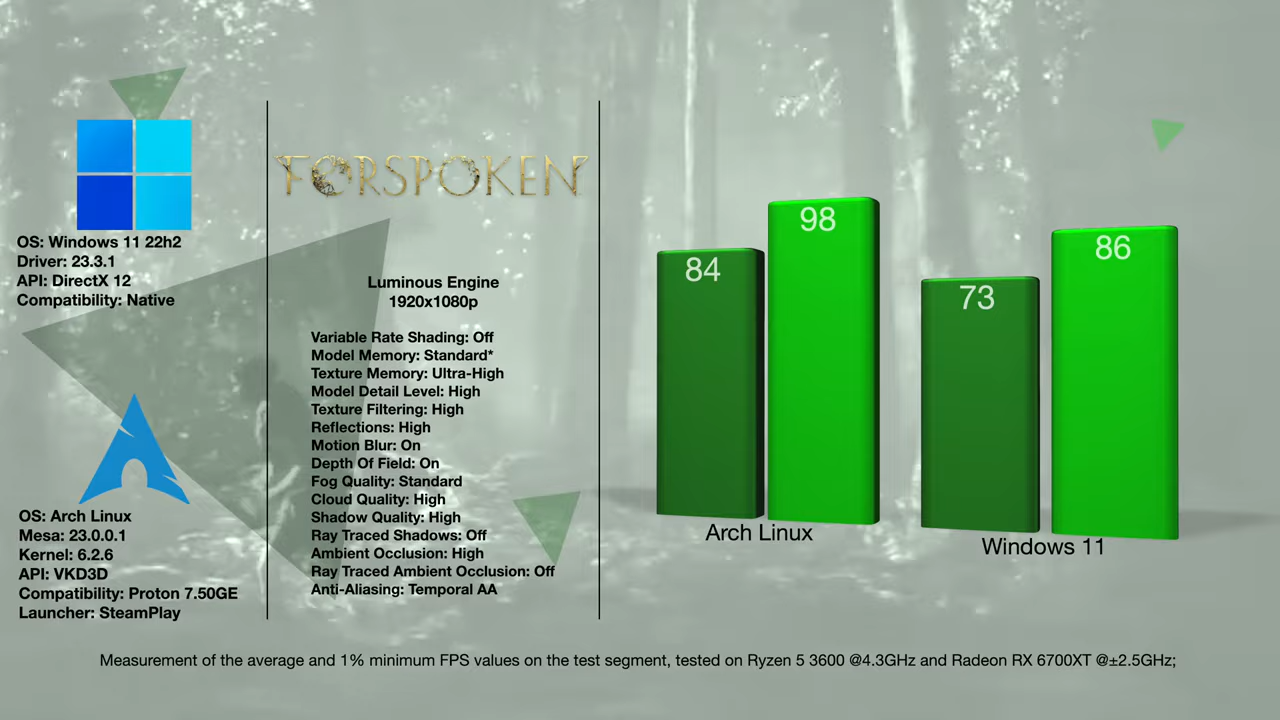 OS: Windows 11 22h2
Driver: 23.3.1
API: DirectX 12
Compatibility: Native
OS: Arch Linux
Mesa: 23.0.0.1
Kernel: 6.2.6
API: VKD3D
Compatibility: Proton 7.50GE
Launcher: SteamPlay
FORSPOKEN
Luminous Engine
1920x1080p
Variable Rate Shading: Off
Model Memory: Standard*
Texture Memory: Ultra-High
Model Detail Level: High
Texture Filtering: High
Reflections: High
Motion Blur: On
Depth Of Field: On
Fog Quality: Standard
Cloud Quality: High
Shadow Quality: High
Ray Traced Shadows: Off
Ambient Occlusion: High
Ray Traced Ambient Occlusion: Off
Anti-Aliasing: Temporal AA
84
98
Arch Linux
73
86
Windows 11
Measurement of the average and 1% minimum FPS values on the test segment, tested on Ryzen 5 3600 @4.3GHz and Radeon RX 6700XT @±2.5GHz;